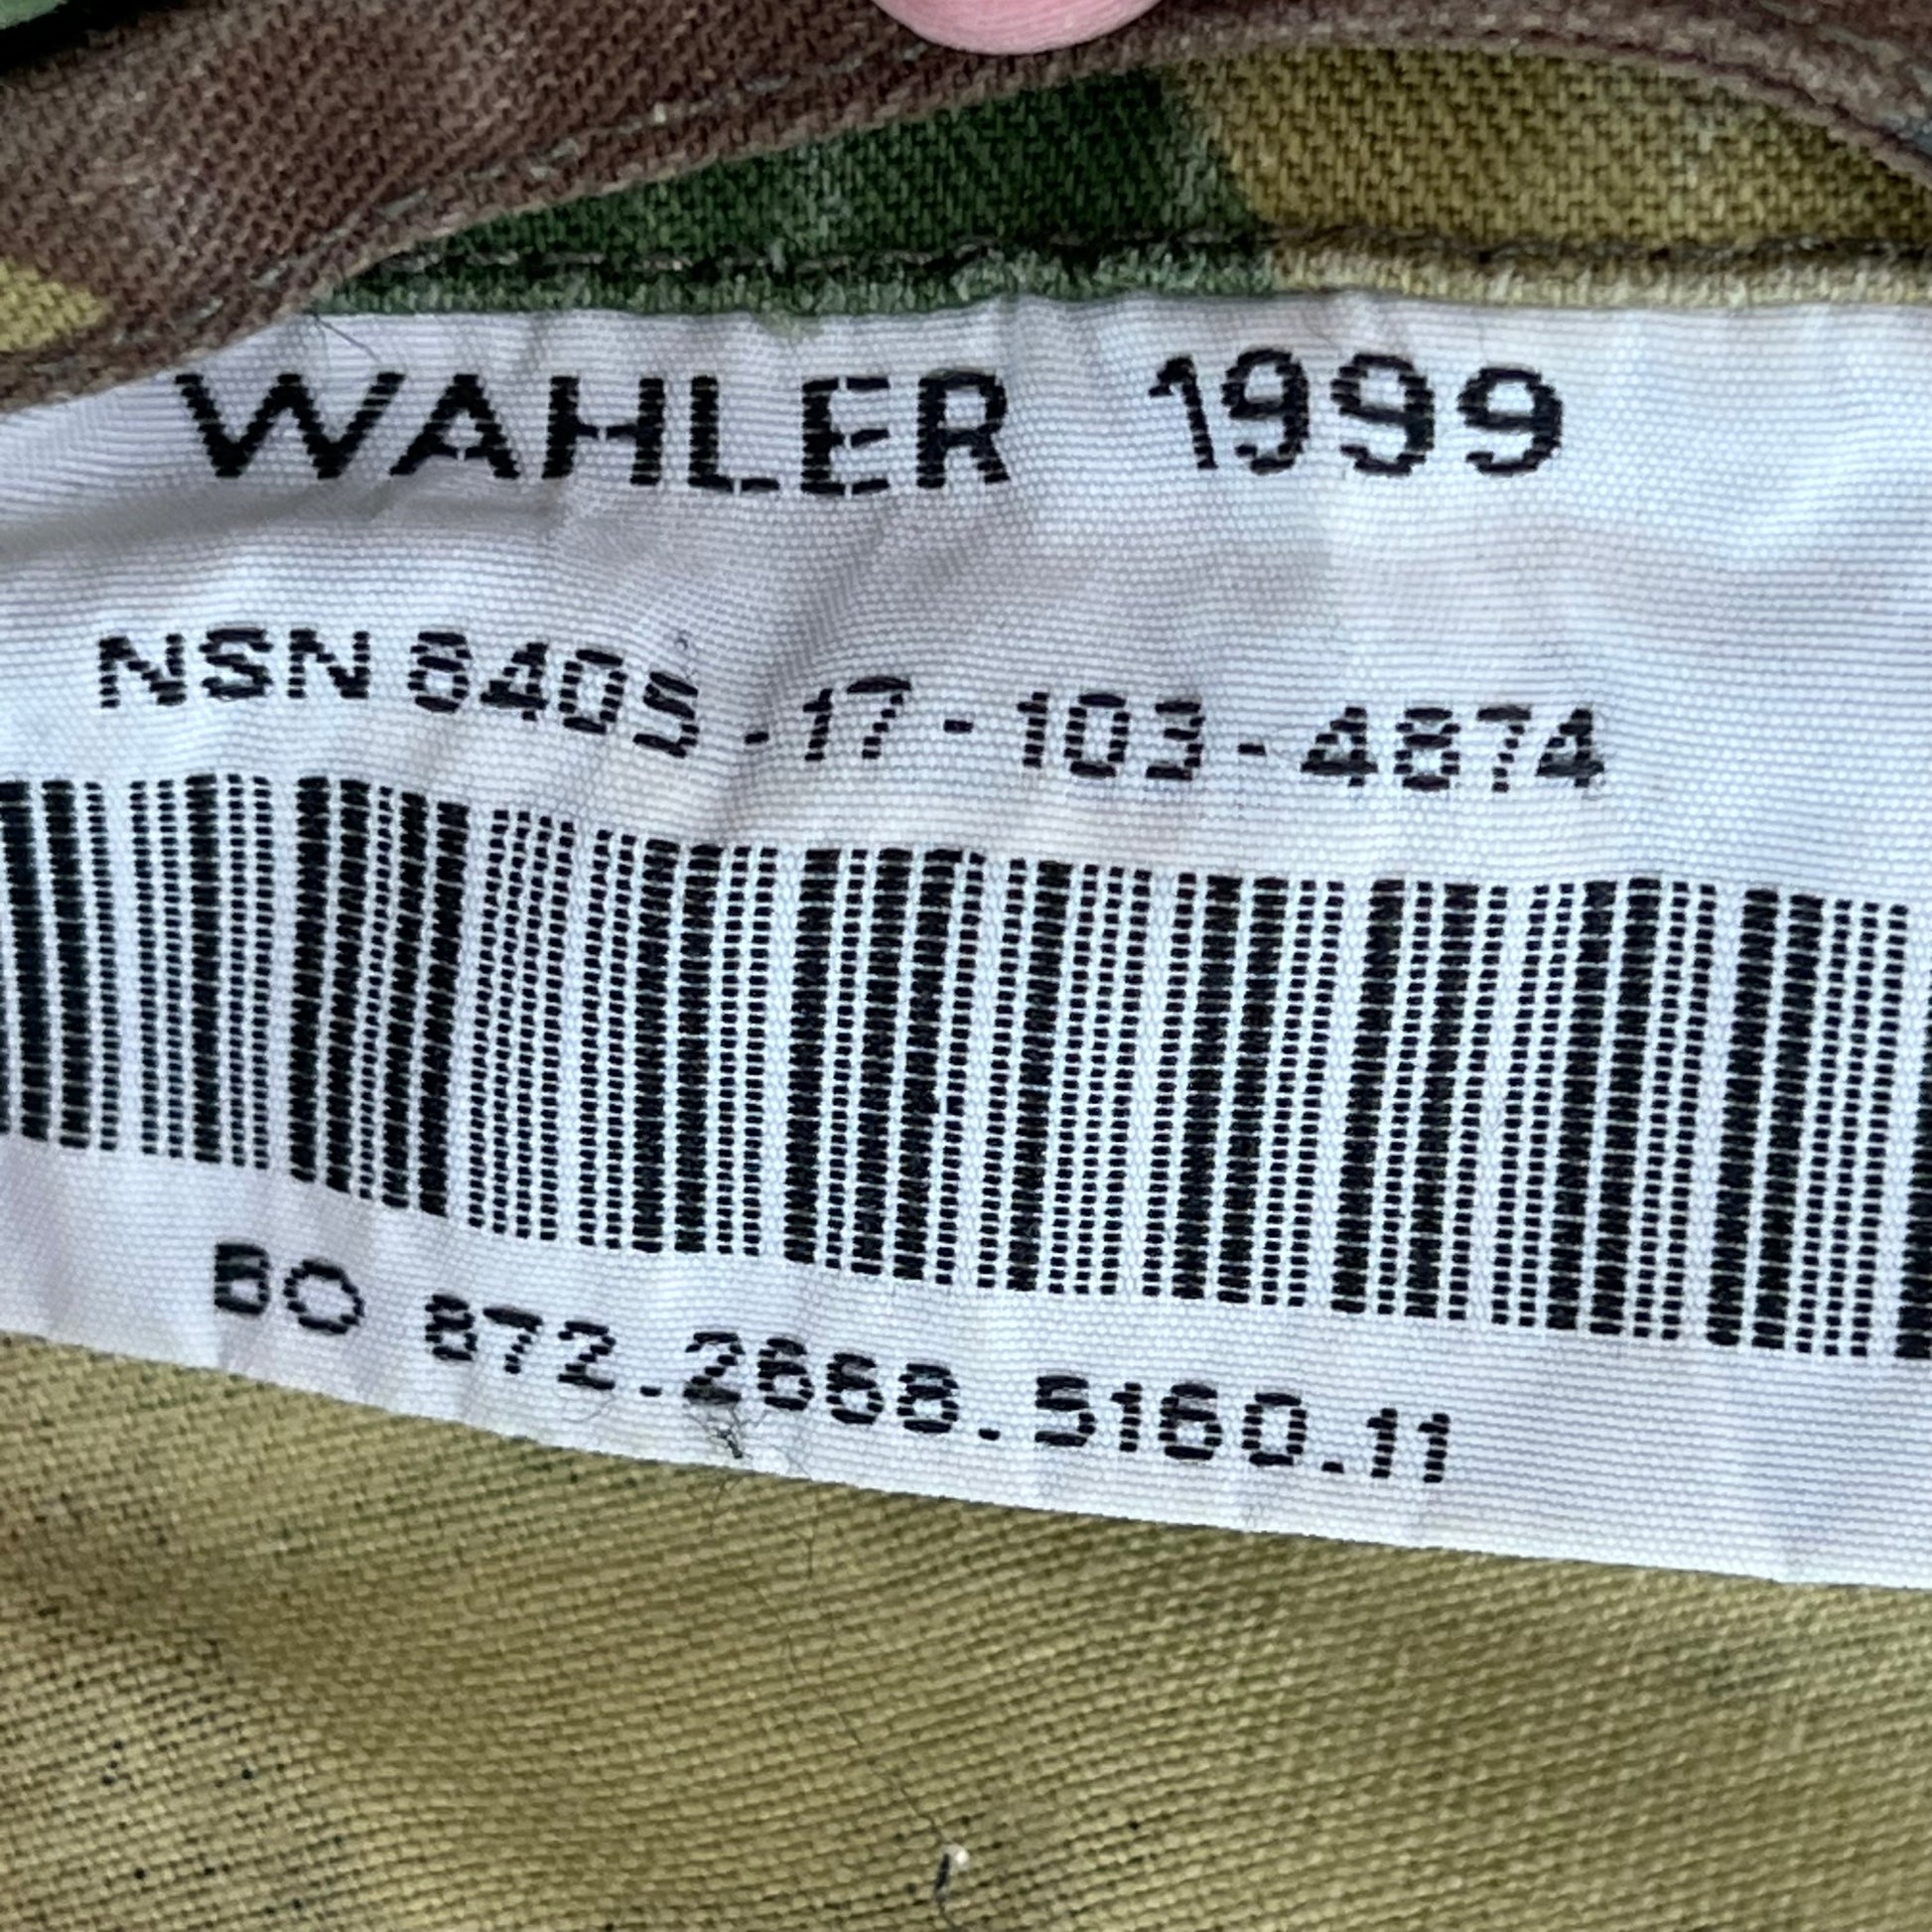 WAHLER 1999
NSN 8405-17-103-4874
BO 872.2668.5160.11